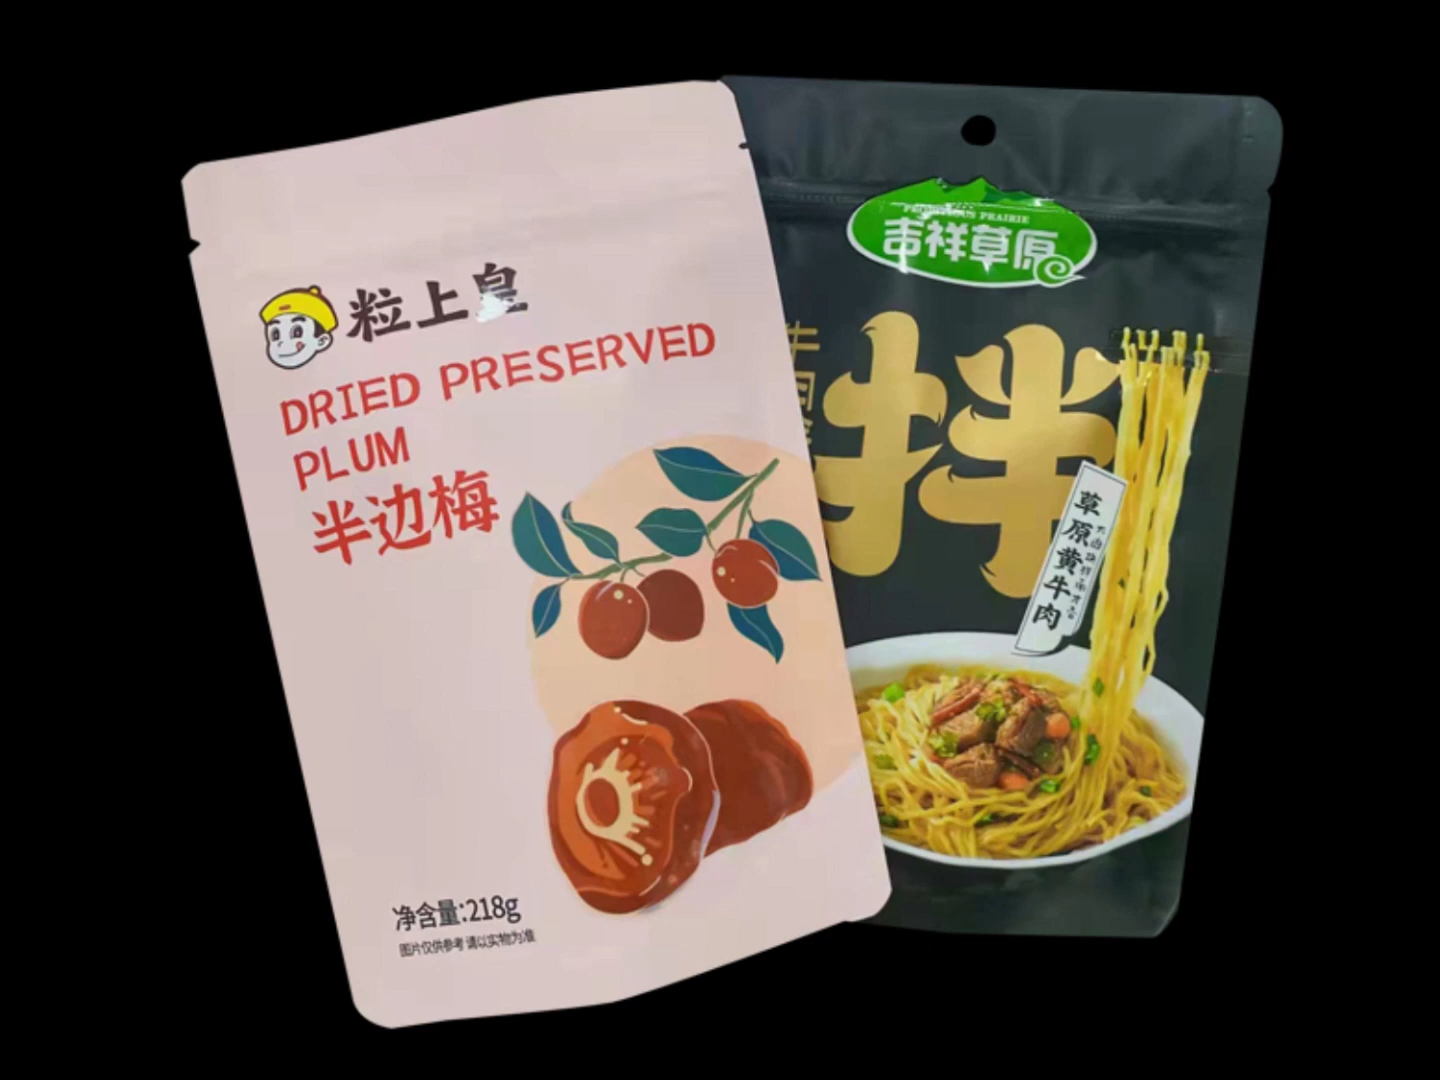 粒上皇
DRIED PRESERVED
PLUM
半边梅
净含量:218g
图片仅供参考 请以实物为准
PRAIRIE
吉祥草原
拌
草原黄牛肉